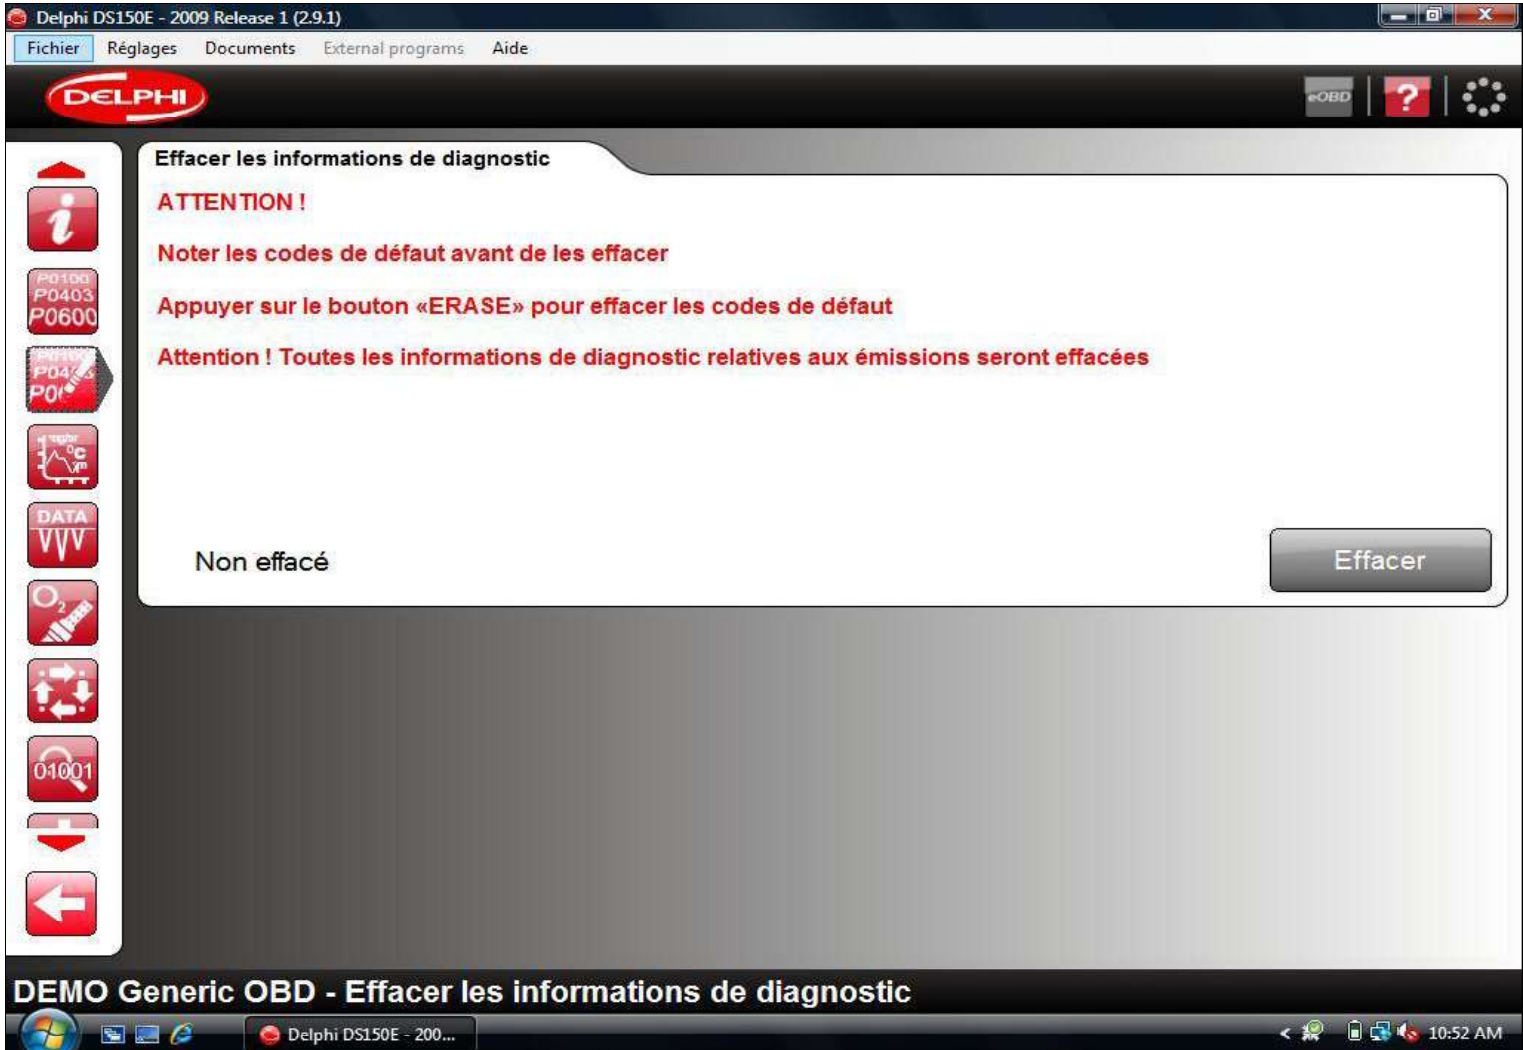 Delphi DS150E - 2009 Release 1 (2.9.1)
Fichier Réglages Documents External programs Aide
DELPHI
eOBD ?
Effacer les informations de diagnostic
ATTENTION !
Noter les codes de défaut avant de les effacer
Appuyer sur le bouton «ERASE» pour effacer les codes de défaut
Attention ! Toutes les informations de diagnostic relatives aux émissions seront effacées
Non effacé
Effacer
i
P0100
P0403
P0600
P0100
°C
DATA
O2
01001
DEMO Generic OBD - Effacer les informations de diagnostic
Delphi DS150E - 200...
< 10:52 AM